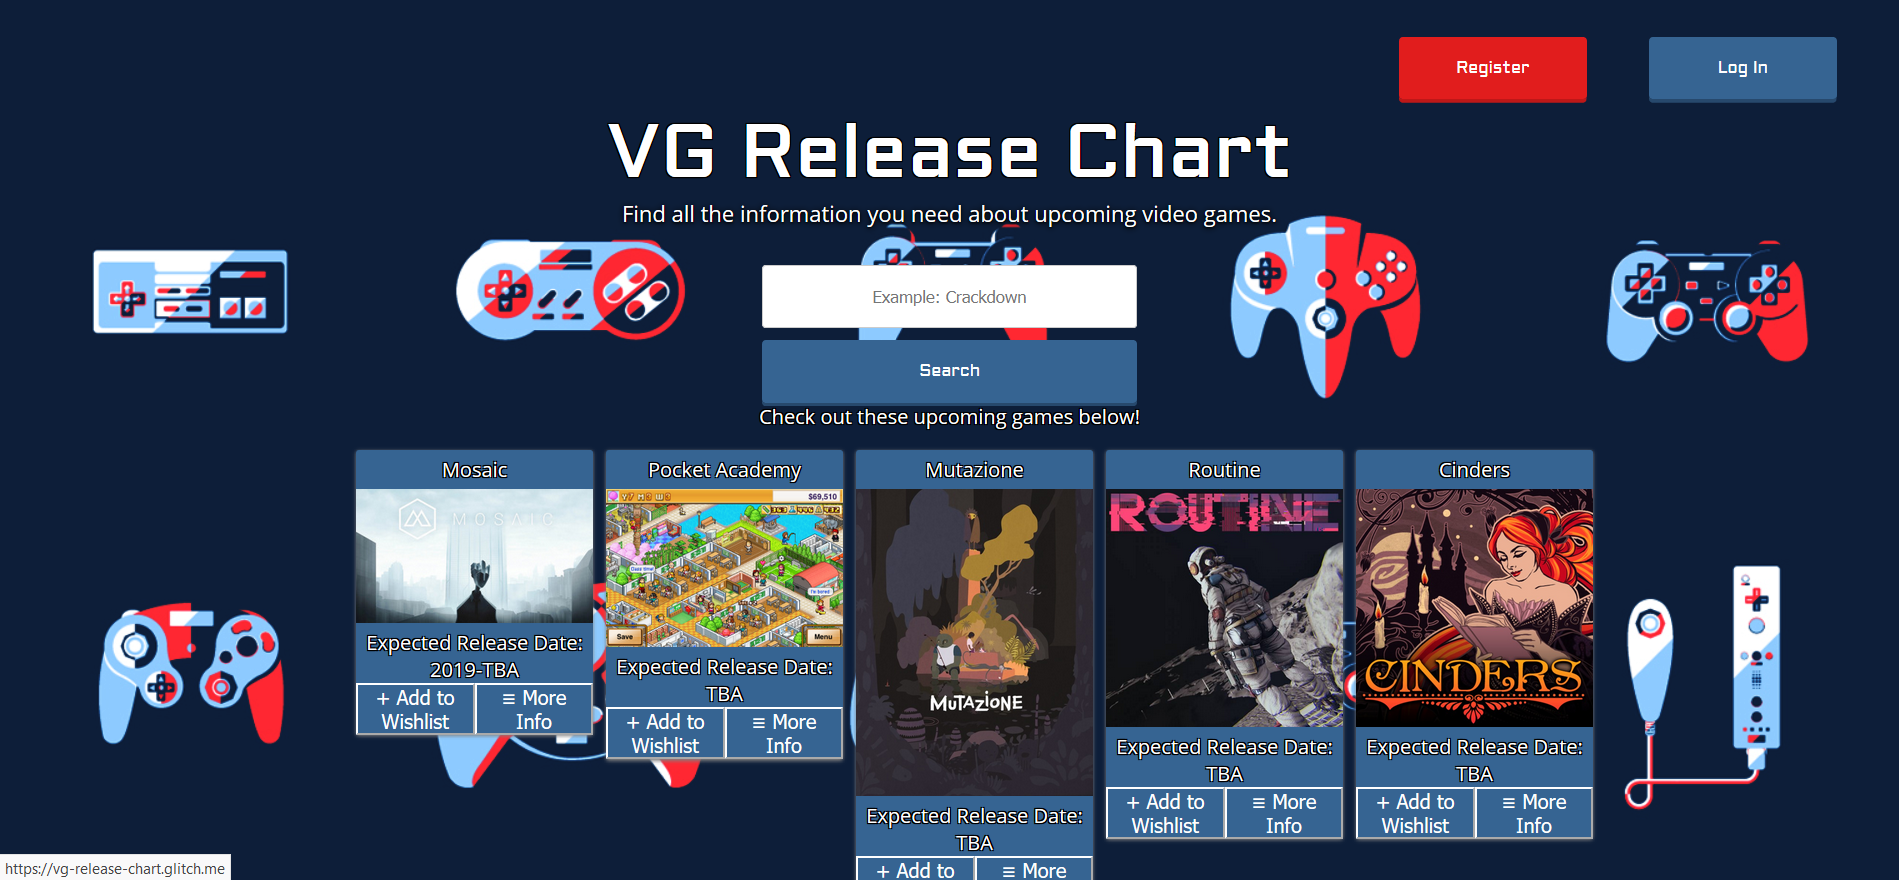 Register
Log In
VG Release Chart
Find all the information you need about upcoming video games.
Example: Crackdown
Search
Check out these upcoming games below!
Mosaic
MOSAIC
Expected Release Date:
2019-TBA
+ Add to
Wishlist
≡ More
Info
Pocket Academy
$69,510
Save
Menu
Expected Release Date:
TBA
+ Add to
Wishlist
≡ More
Info
Mutazione
MUTAZIONE
Expected Release Date:
TBA
+ Add to
≡ More
Routine
ROUTINE
Expected Release Date:
TBA
+ Add to
Wishlist
≡ More
Info
Cinders
CINDERS
Expected Release Date:
TBA
+ Add to
Wishlist
≡ More
Info
https://vg-release-chart.glitch.me